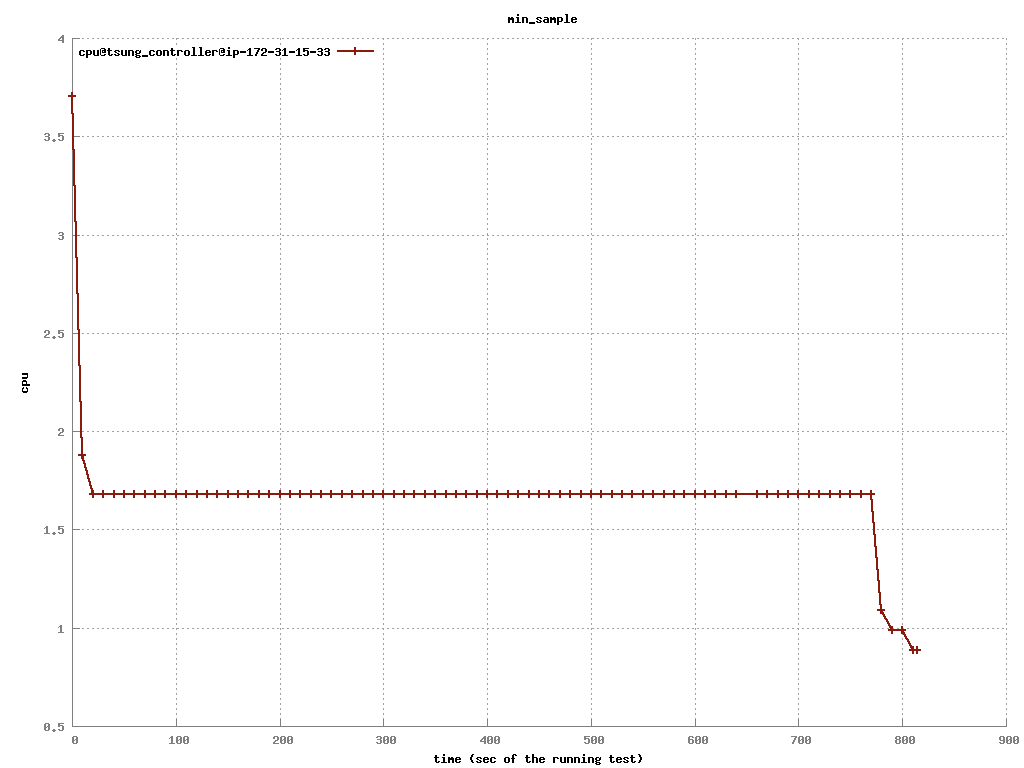 min_sample
cpu@tsung_controller@ip-172-31-15-33
4
3.5
3
2.5
2
1.5
1
0.5
cpu
0 100 200 300 400 500 600 700 800 900
time (sec of the running test)